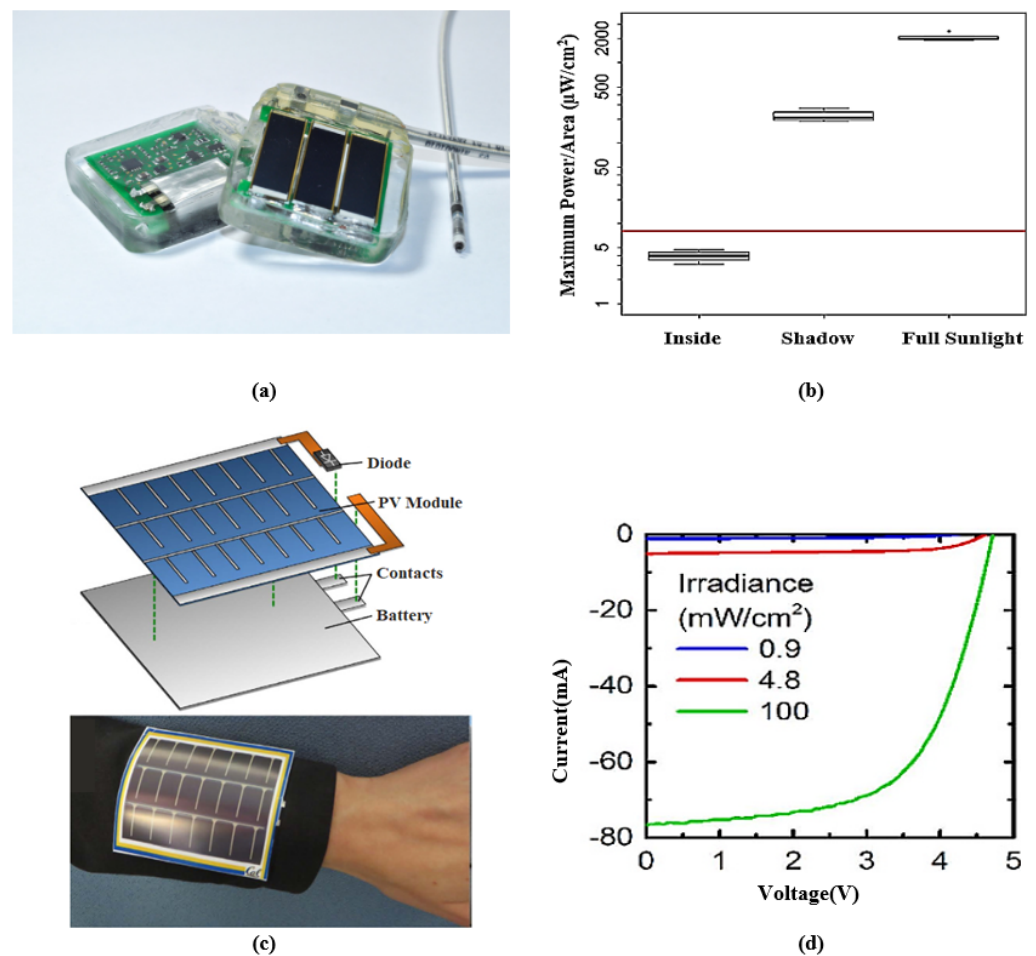 (a)
Maximum Power/Area (µW/cm²)
2000
500
50
5
1
Inside
Shadow
Full Sunlight
(b)
Diode
PV Module
Contacts
Battery
(c)
Irradiance
(mW/cm²)
0.9
4.8
100
Current(mA)
0
-20
-40
-60
-80
0
1
2
3
4
5
Voltage(V)
(d)